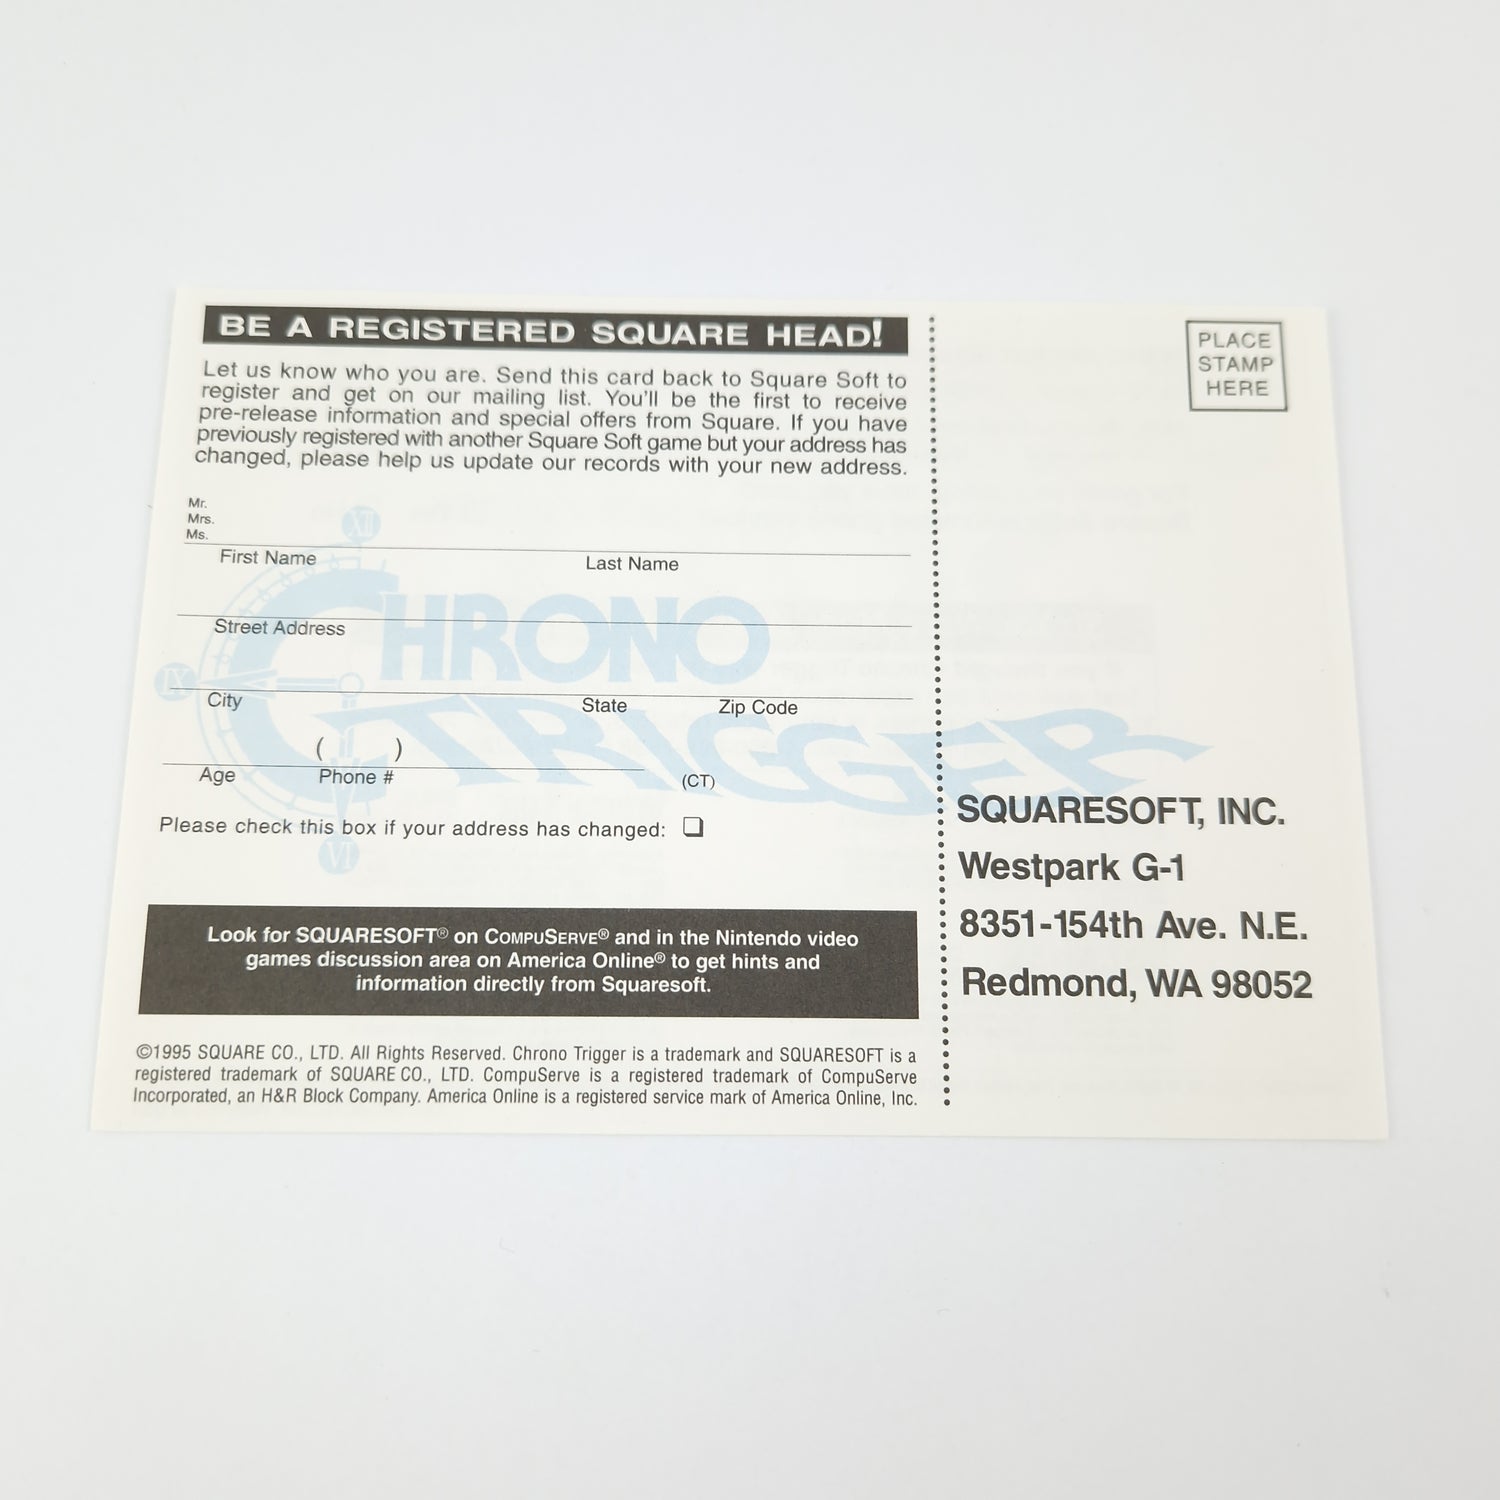 BE A REGISTERED SQUARE HEAD!
Let us know who you are. Send this card back to Square Soft to
register and get on our mailing list. You'll be the first to receive
pre-release information and special offers from Square. If you have
previously registered with another Square Soft game but your address has
changed, please help us update our records with your new address.
Mr.
Mrs.
Ms.
First Name Last Name
Street Address
City State Zip Code
( )
Age Phone # (CT)
Please check this box if your address has changed: ❏
XII
IX
VI
CHRONO
TRIGGER
Look for SQUARESOFT® on COMPUSERVE® and in the Nintendo video
games discussion area on America Online® to get hints and
information directly from Squaresoft.
©1995 SQUARE CO., LTD. All Rights Reserved. Chrono Trigger is a trademark and SQUARESOFT is a
registered trademark of SQUARE CO., LTD. CompuServe is a registered trademark of CompuServe
Incorporated, an H&R Block Company. America Online is a registered service mark of America Online, Inc.
PLACE
STAMP
HERE
SQUARESOFT, INC.
Westpark G-1
8351-154th Ave. N.E.
Redmond, WA 98052